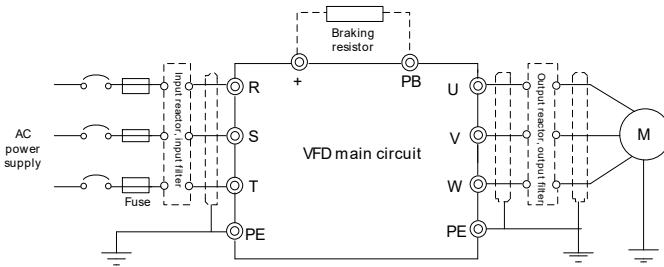 Braking
resistor
+
PB
R
S
T
PE
AC
power
supply
Fuse
Input reactor, input filter
VFD main circuit
U
V
W
PE
Output reactor, output filter
M